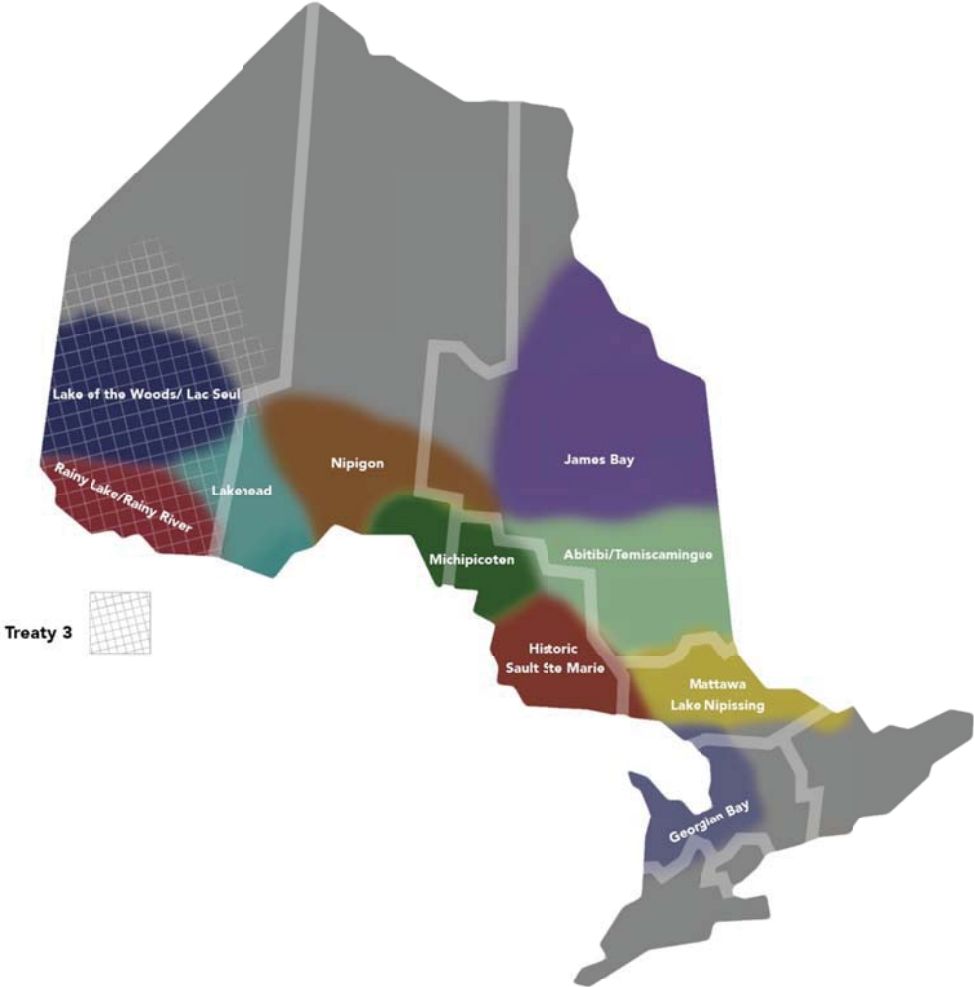 Lake of the Woods/ Lac Seul
Rainy Lake/Rainy River
Lakehead
Nipigon
James Bay
Michipicoten
Abitibi/Temiscamingue
Treaty 3
Historic
Sault Ste Marie
Mattawa
Lake Nipissing
Georgian Bay